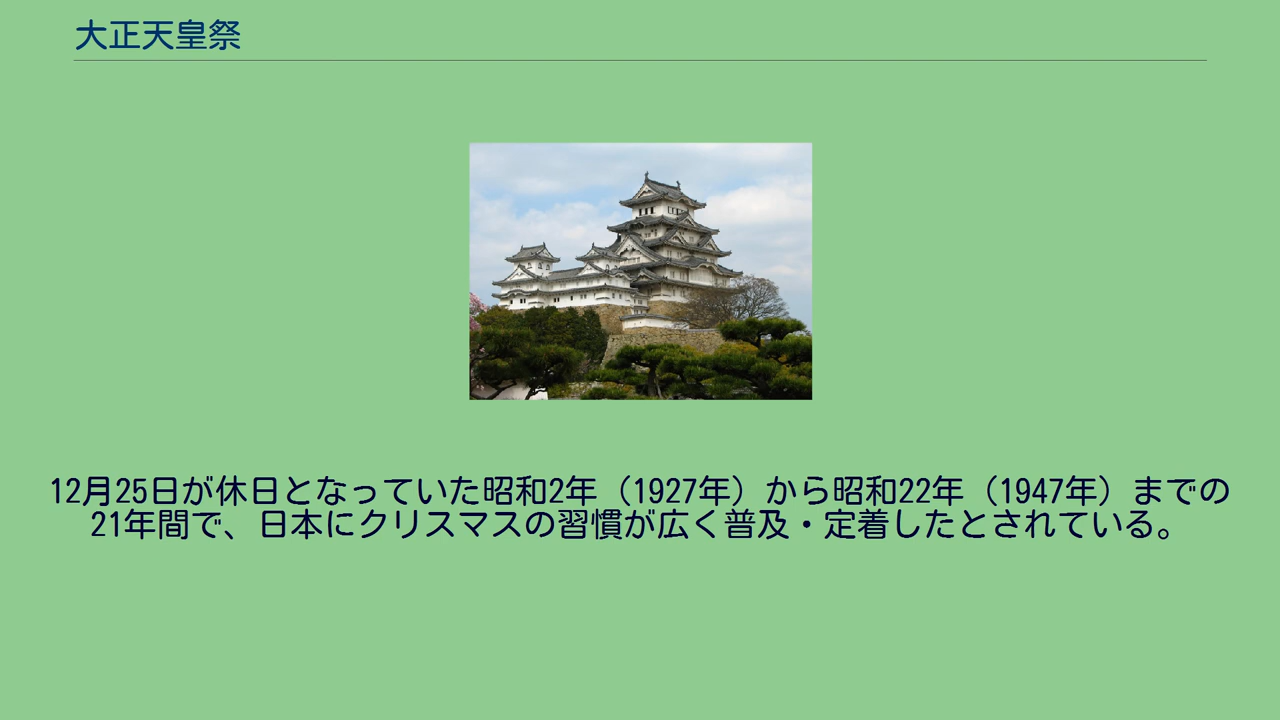 大正天皇祭
12月25日が休日となっていた昭和2年（1927年）から昭和22年（1947年）までの
21年間で、日本にクリスマスの習慣が広く普及・定着したとされている。